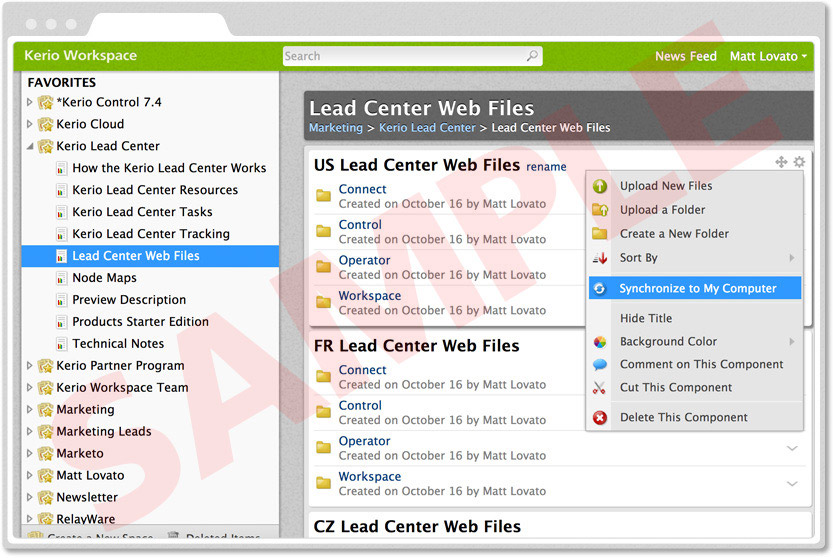 Kerio Workspace
Search
News Feed
Matt Lovato
FAVORITES
*Kerio Control 7.4
Kerio Cloud
Kerio Lead Center
How the Kerio Lead Center Works
Kerio Lead Center Resources
Kerio Lead Center Tasks
Kerio Lead Center Tracking
Lead Center Web Files
Node Maps
Preview Description
Products Starter Edition
Technical Notes
Kerio Partner Program
Kerio Workspace Team
Marketing
Marketing Leads
Marketo
Matt Lovato
Newsletter
RelayWare
Create a New Space
Deleted Items
Lead Center Web Files
Marketing > Kerio Lead Center > Lead Center Web Files
US Lead Center Web Files rename
Connect
Created on October 16 by Matt Lovato
Control
Created on October 16 by Matt Lovato
Operator
Created on October 16 by Matt Lovato
Workspace
Created on October 16 by Matt Lovato
FR Lead Center Web Files
Connect
Created on October 16 by Matt Lovato
Control
Created on October 16 by Matt Lovato
Operator
Created on October 16 by Matt Lovato
Workspace
Created on October 16 by Matt Lovato
CZ Lead Center Web Files
Upload New Files
Upload a Folder
Create a New Folder
Sort By
Synchronize to My Computer
Hide Title
Background Color
Comment on This Component
Cut This Component
Delete This Component
SAMPLE